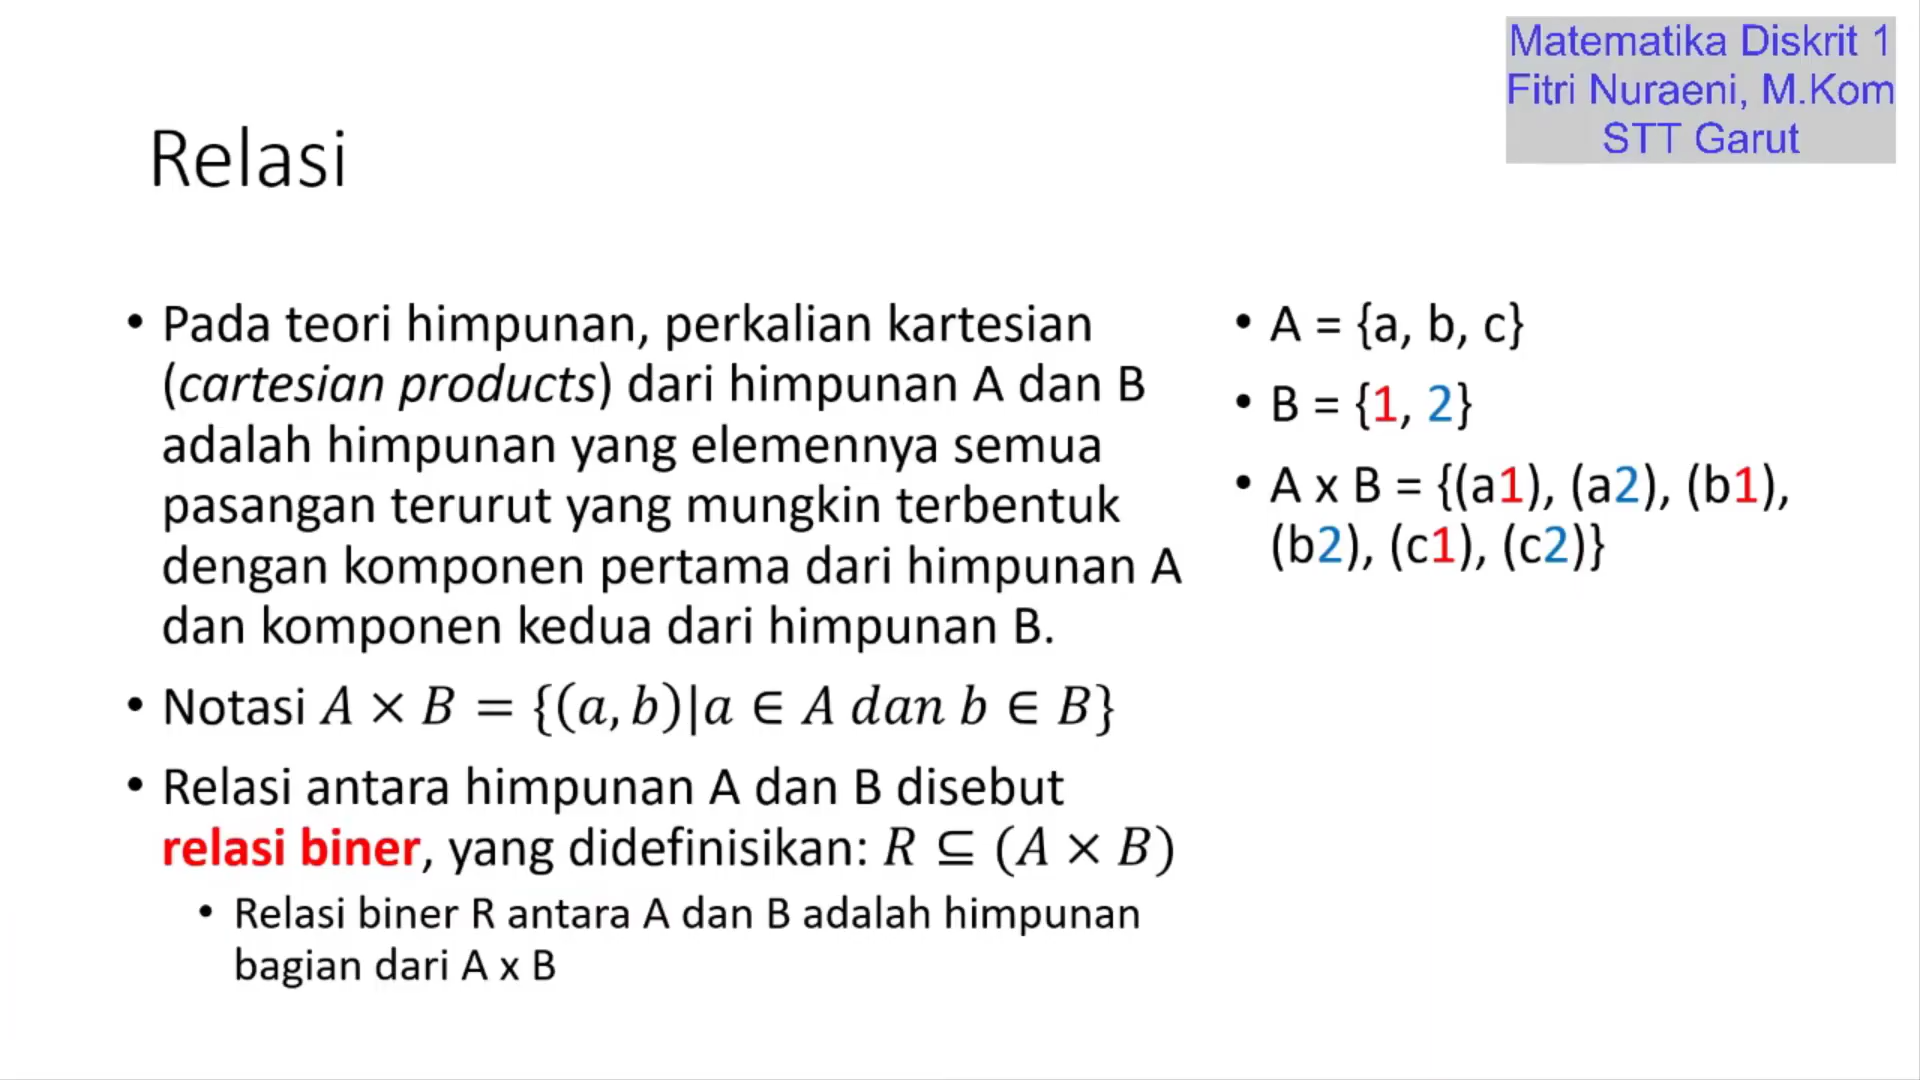 Matematika Diskrit 1
Fitri Nuraeni, M.Kom
STT Garut
Relasi
• Pada teori himpunan, perkalian kartesian
(cartesian products) dari himpunan A dan B
adalah himpunan yang elemennya semua
pasangan terurut yang mungkin terbentuk
dengan komponen pertama dari himpunan A
dan komponen kedua dari himpunan B.
• Notasi A × B = {(a, b)|a ∈ A dan b ∈ B}
• Relasi antara himpunan A dan B disebut
relasi biner, yang didefinisikan: R ⊆ (A × B)
• Relasi biner R antara A dan B adalah himpunan
bagian dari A x B
• A = {a, b, c}
• B = {1, 2}
• A x B = {(a1), (a2), (b1),
(b2), (c1), (c2)}